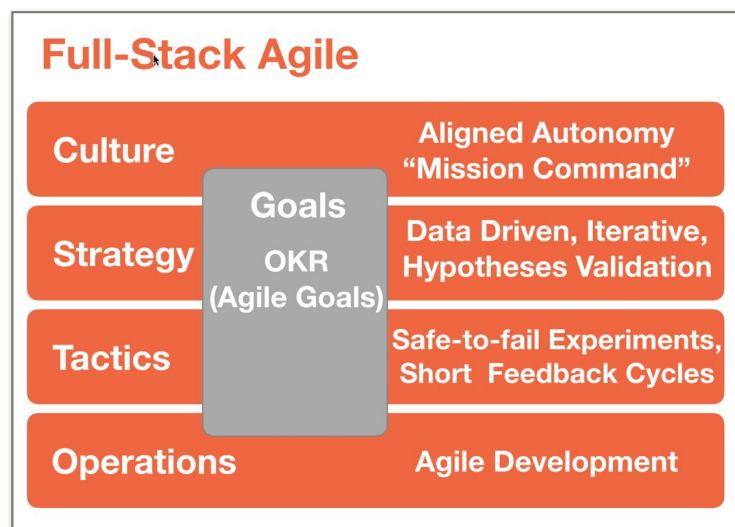 Full-Stack Agile
Culture
Aligned Autonomy
“Mission Command”
Goals
OKR
(Agile Goals)
Strategy
Data Driven, Iterative,
Hypotheses Validation
Tactics
Safe-to-fail Experiments,
Short Feedback Cycles
Operations
Agile Development